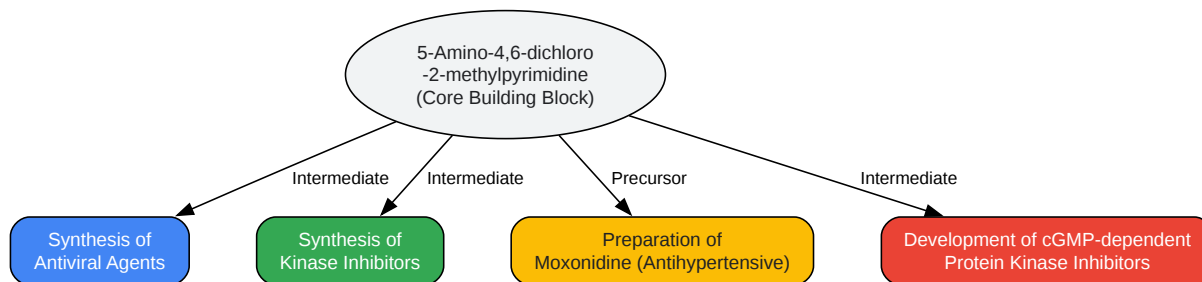 5-Amino-4,6-dichloro
-2-methylpyrimidine
(Core Building Block)
Intermediate
Intermediate
Precursor
Intermediate
Synthesis of
Antiviral Agents
Synthesis of
Kinase Inhibitors
Preparation of
Moxonidine (Antihypertensive)
Development of cGMP-dependent
Protein Kinase Inhibitors